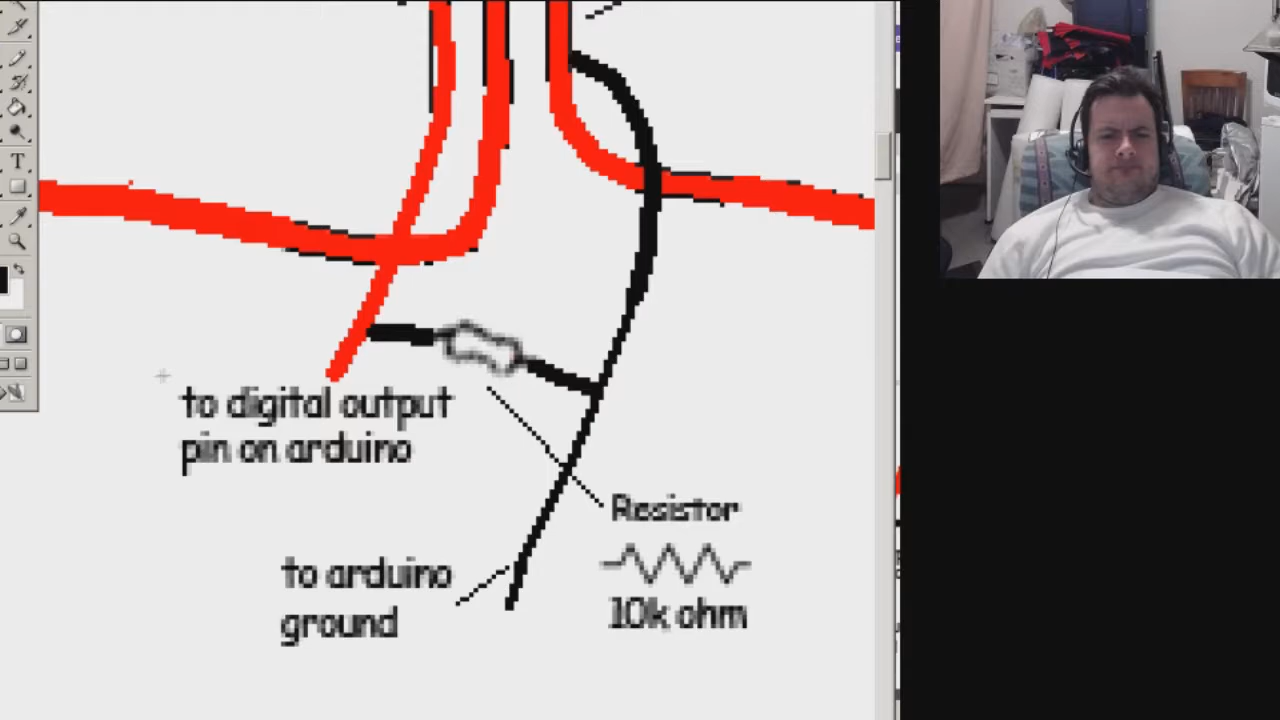 T
to digital output
pin on arduino
Resistor
to arduino
ground
10k ohm